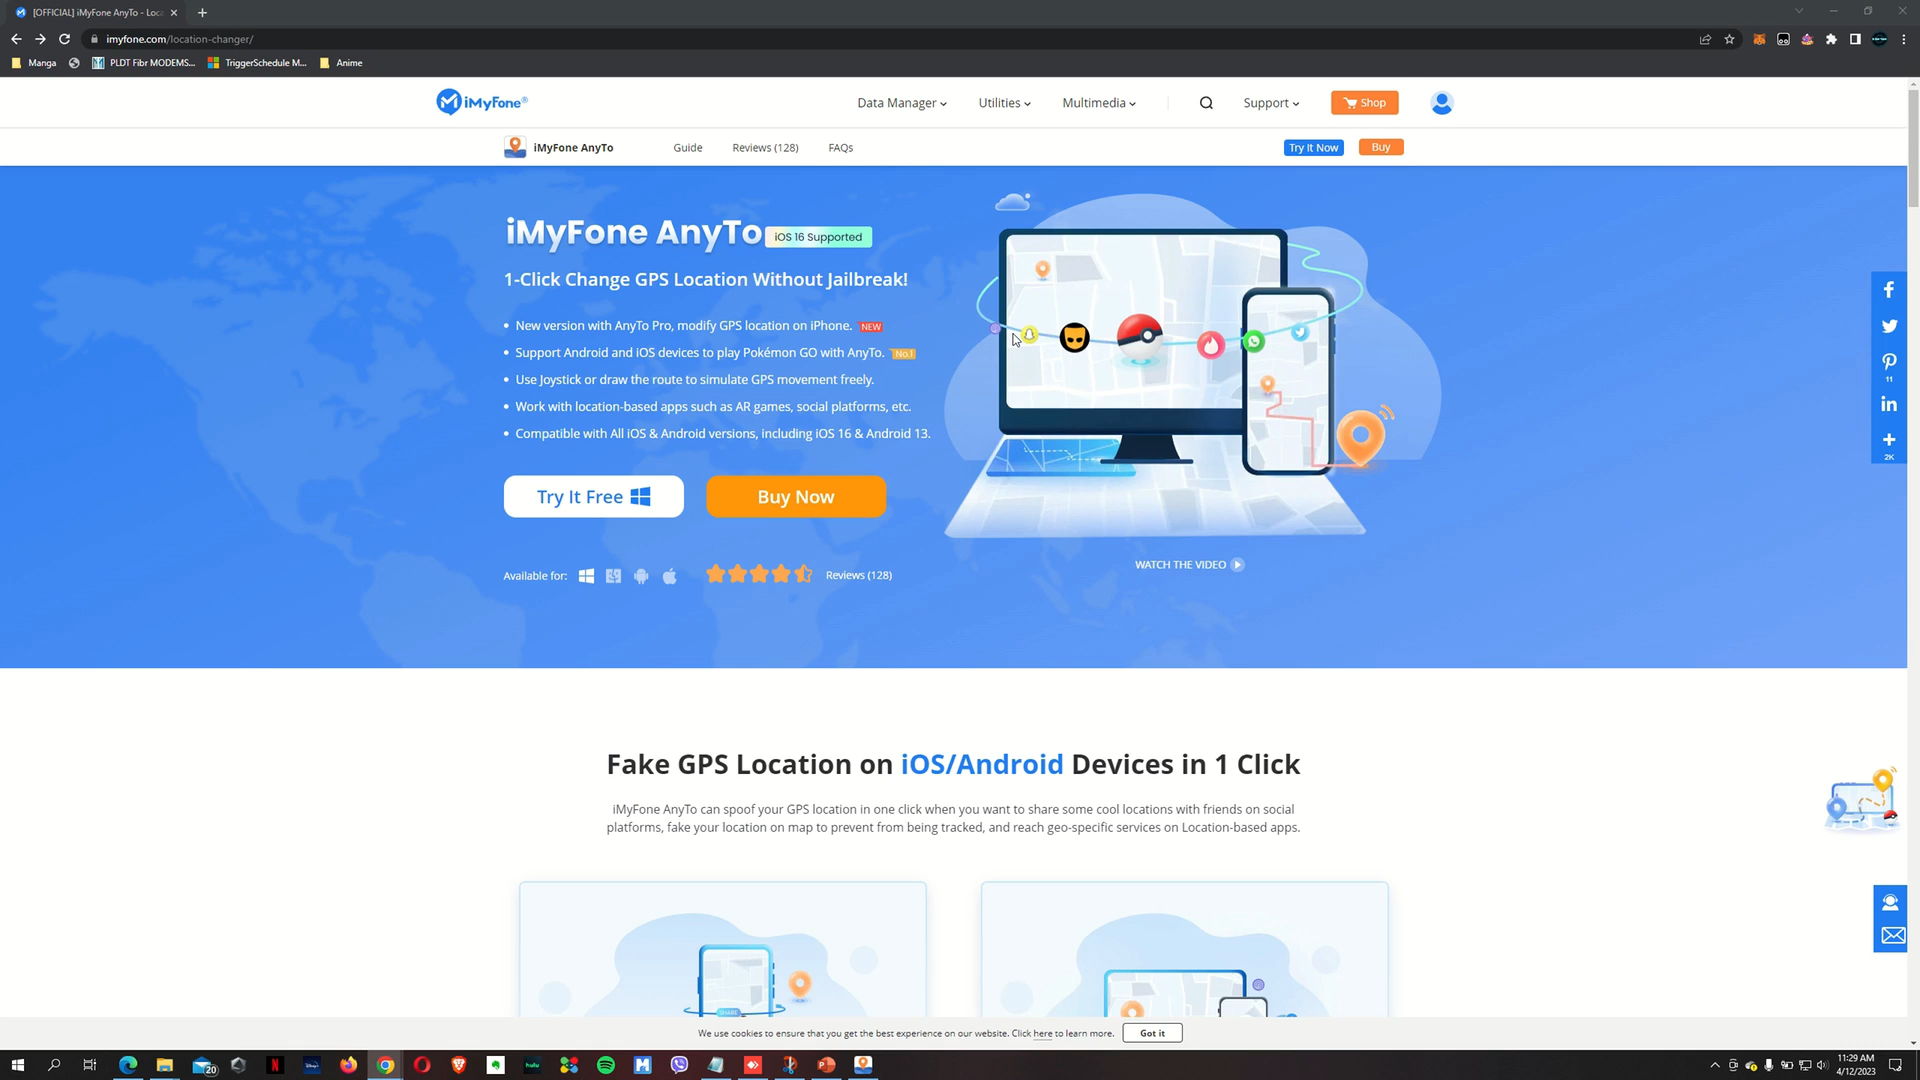 [OFFICIAL] iMyFone AnyTo - Loca
imyfone.com/location-changer/
Manga
PLDT Fibr MODEMS...
TriggerSchedule M...
Anime
iMyFone®
Data Manager
Utilities
Multimedia
Support
Shop
iMyFone AnyTo
Guide
Reviews (128)
FAQs
Try It Now
Buy
iMyFone AnyTo
iOS 16 Supported
1-Click Change GPS Location Without Jailbreak!
• New version with AnyTo Pro, modify GPS location on iPhone. NEW
• Support Android and iOS devices to play Pokémon GO with AnyTo. No.1
• Use Joystick or draw the route to simulate GPS movement freely.
• Work with location-based apps such as AR games, social platforms, etc.
• Compatible with All iOS & Android versions, including iOS 16 & Android 13.
Try It Free
Buy Now
Available for:
Reviews (128)
WATCH THE VIDEO
11
2K
Fake GPS Location on iOS/Android Devices in 1 Click
iMyFone AnyTo can spoof your GPS location in one click when you want to share some cool locations with friends on social
platforms, fake your location on map to prevent from being tracked, and reach geo-specific services on Location-based apps.
SHARE
We use cookies to ensure that you get the best experience on our website. Click here to learn more.
Got it
20
hulu
11:29 AM
4/12/2023